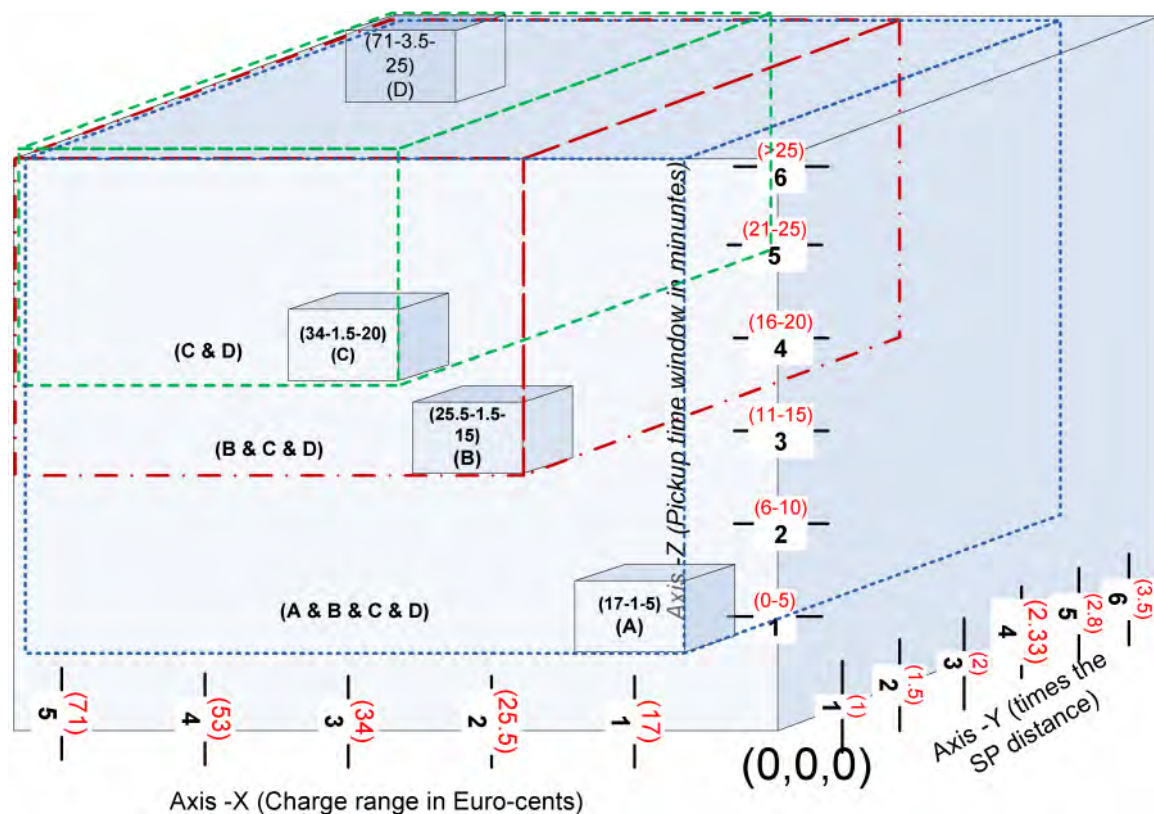 (71-3.5-
25)
(D)
(>25)
6
(21-25)
5
(16-20)
4
(11-15)
3
(6-10)
2
(0-5)
1
Axis -Z (Pickup time window in minuntes)
(34-1.5-20)
(C)
(C & D)
(25.5-1.5-
15)
(B)
(B & C & D)
(17-1-5)
(A)
(A & B & C & D)
5 (71)
4 (53)
3 (34)
2 (25.5)
1 (17)
Axis -X (Charge range in Euro-cents)
(0,0,0)
1 (1)
2 (1.5)
3 (2)
4 (2.33)
5 (2.8)
6 (3.5)
Axis -Y (times the
SP distance)